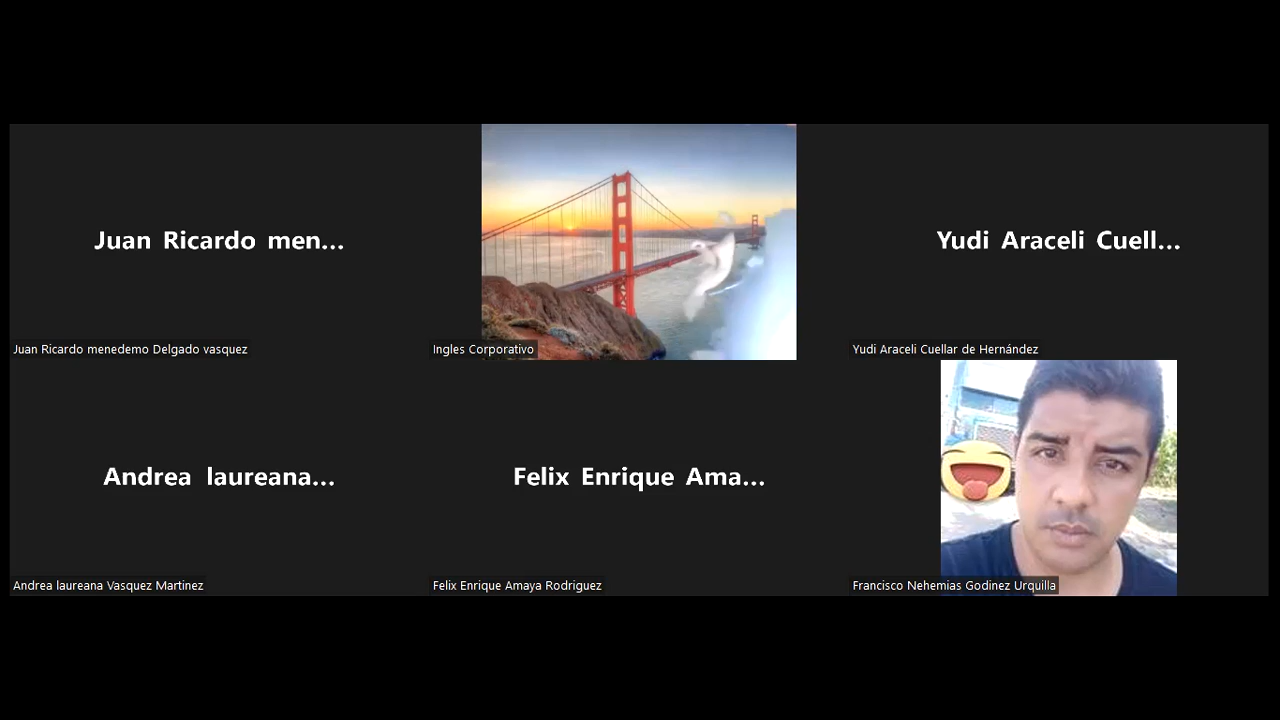 Juan Ricardo men...
Yudi Araceli Cuell...
Juan Ricardo menedemo Delgado vasquez
Ingles Corporativo
Yudi Araceli Cuellar de Hernández
Andrea laureana...
Felix Enrique Ama...
Andrea laureana Vasquez Martinez
Felix Enrique Amaya Rodriguez
Francisco Nehemias Godinez Urquilla